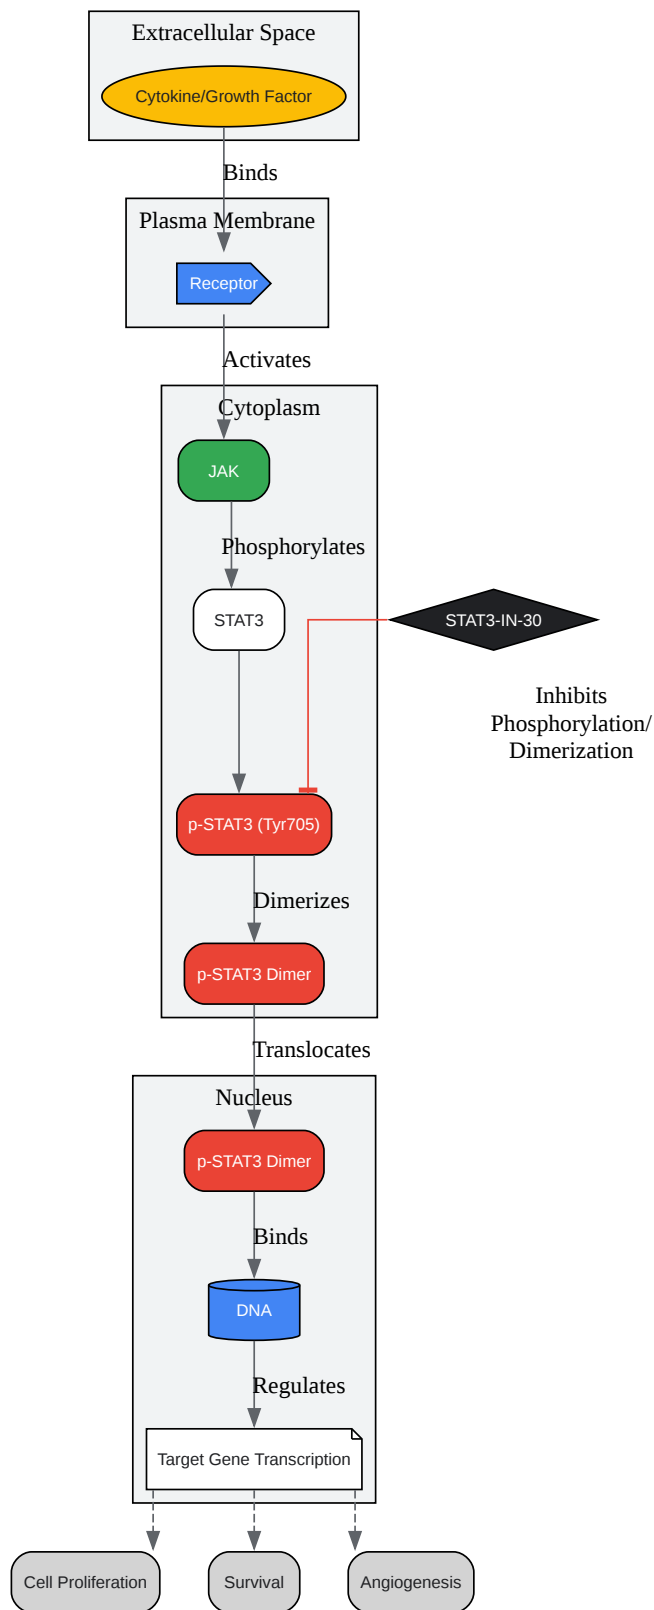 Extracellular Space
Cytokine/Growth Factor
Binds
Plasma Membrane
Receptor
Activates
Cytoplasm
JAK
Phosphorylates
STAT3
STAT3-IN-30
Inhibits
Phosphorylation/
Dimerization
p-STAT3 (Tyr705)
Dimerizes
p-STAT3 Dimer
Translocates
Nucleus
p-STAT3 Dimer
Binds
DNA
Regulates
Target Gene Transcription
Cell Proliferation
Survival
Angiogenesis